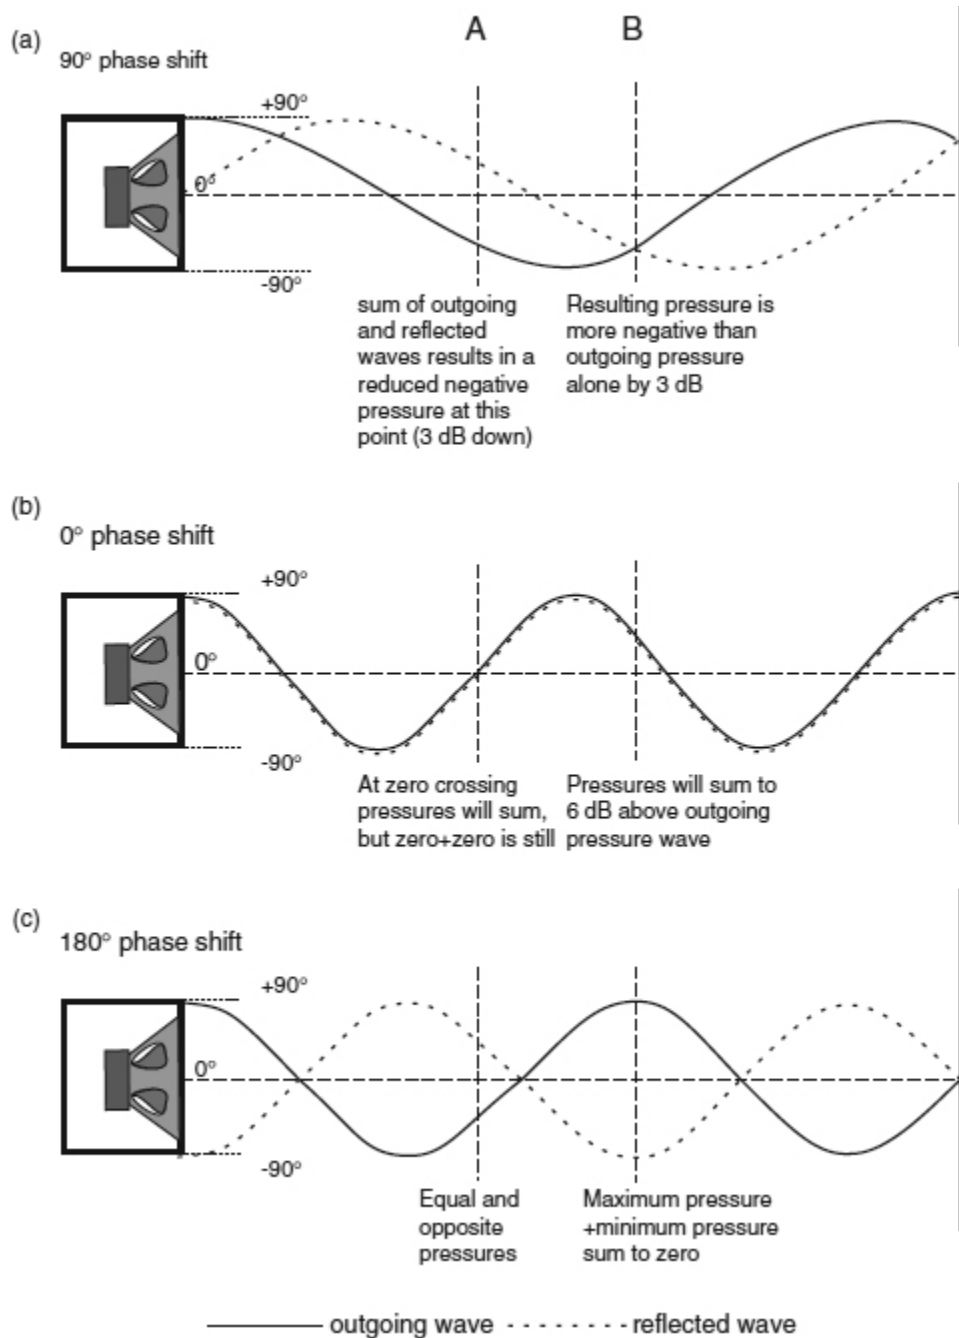 A
B
(a)
90° phase shift
+90°
0°
-90°
sum of outgoing
and reflected
waves results in a
reduced negative
pressure at this
point (3 dB down)
Resulting pressure is
more negative than
outgoing pressure
alone by 3 dB
(b)
0° phase shift
+90°
0°
-90°
At zero crossing
pressures will sum,
but zero+zero is still
Pressures will sum to
6 dB above outgoing
pressure wave
(c)
180° phase shift
+90°
0°
-90°
Equal and
opposite
pressures
Maximum pressure
+minimum pressure
sum to zero
outgoing wave
reflected wave